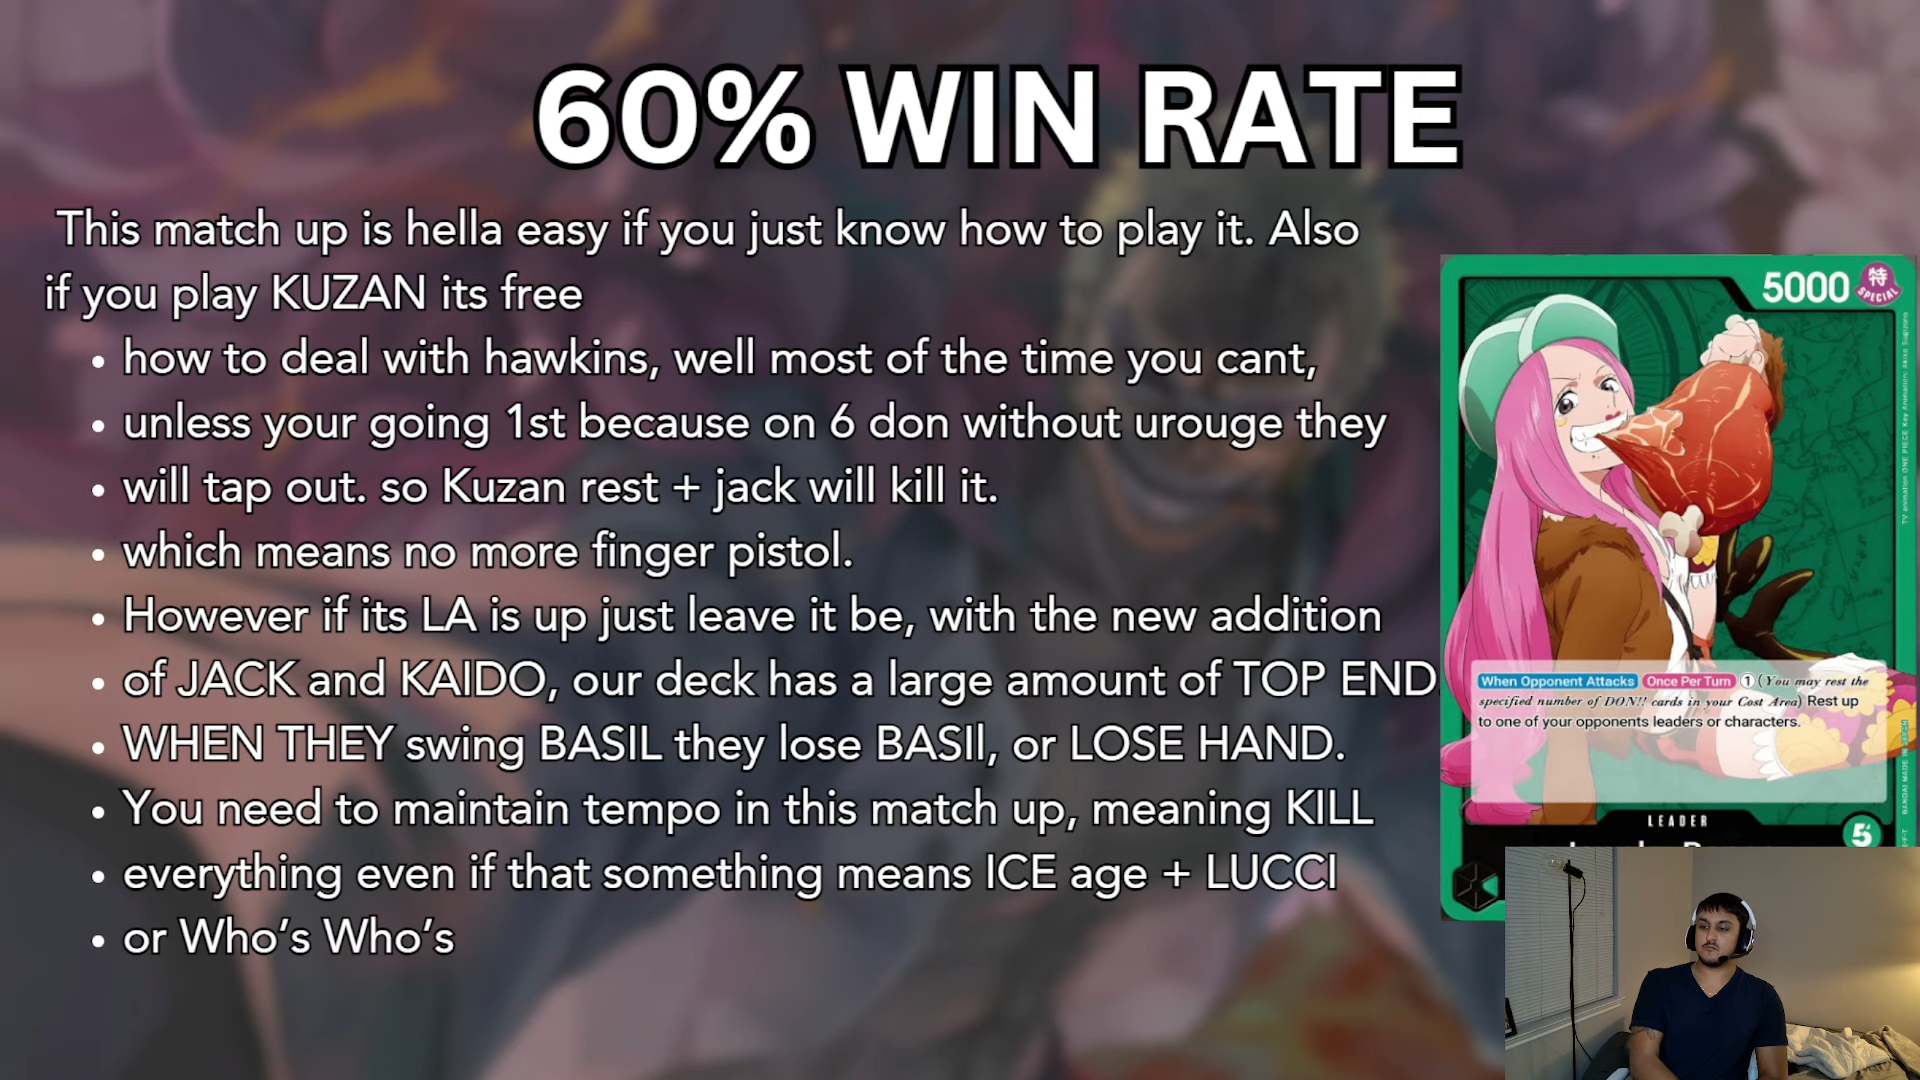 60% WIN RATE
This match up is hella easy if you just know how to play it. Also
if you play KUZAN its free
• how to deal with hawkins, well most of the time you cant,
• unless your going 1st because on 6 don without urouge they
• will tap out. so Kuzan rest + jack will kill it.
• which means no more finger pistol.
• However if its LA is up just leave it be, with the new addition
• of JACK and KAIDO, our deck has a large amount of TOP END.
• WHEN THEY swing BASIL they lose BASIl, or LOSE HAND.
• You need to maintain tempo in this match up, meaning KILL
• everything even if that something means ICE age + LUCCI
• or Who's Who's
5000 特 SPECIAL
When Opponent Attacks Once Per Turn ① (You may rest the
specified number of DON!! cards in your Cost Area) Rest up
to one of your opponents leaders or characters.
LEADER
5